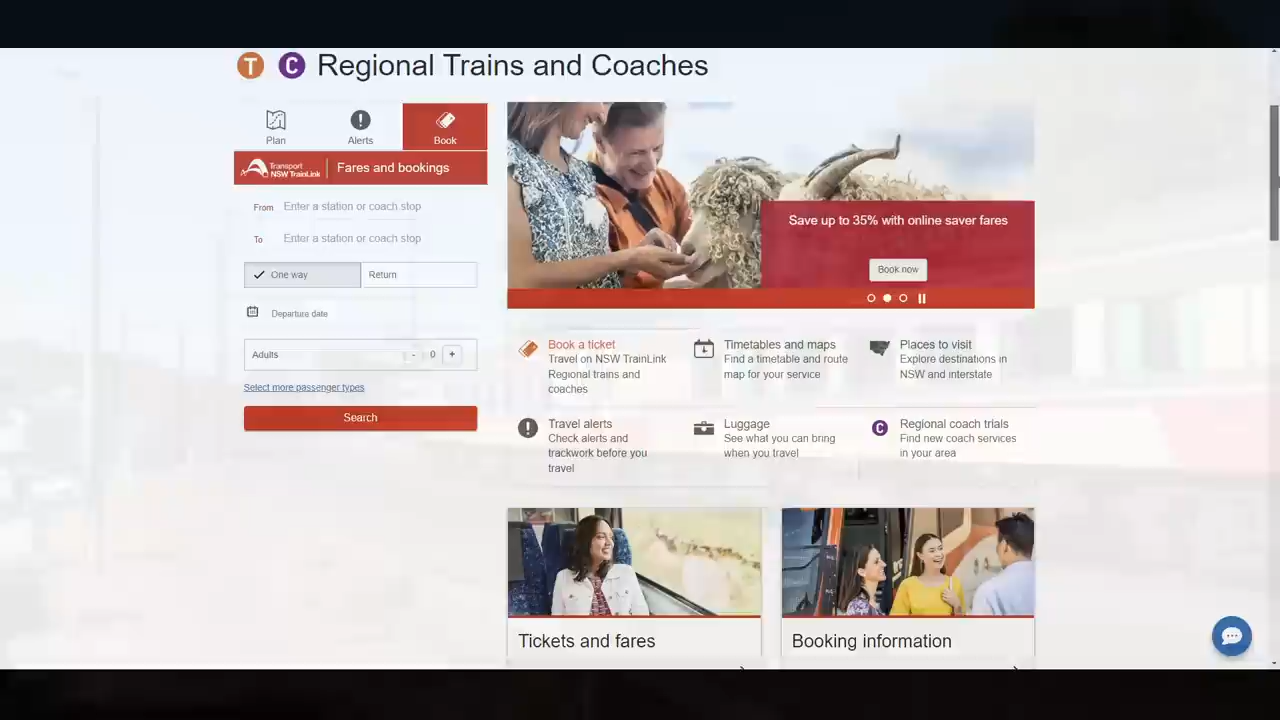 T C Regional Trains and Coaches
Plan
Alerts
Book
Transport
NSW TrainLink
Fares and bookings
From Enter a station or coach stop
To Enter a station or coach stop
One way
Return
Departure date
Adults - 0 +
Select more passenger types
Search
Save up to 35% with online saver fares
Book now
Book a ticket
Travel on NSW TrainLink
Regional trains and
coaches
Timetables and maps
Find a timetable and route
map for your service
Places to visit
Explore destinations in
NSW and interstate
Travel alerts
Check alerts and
trackwork before you
travel
Luggage
See what you can bring
when you travel
C
Regional coach trials
Find new coach services
in your area
Tickets and fares
Booking information